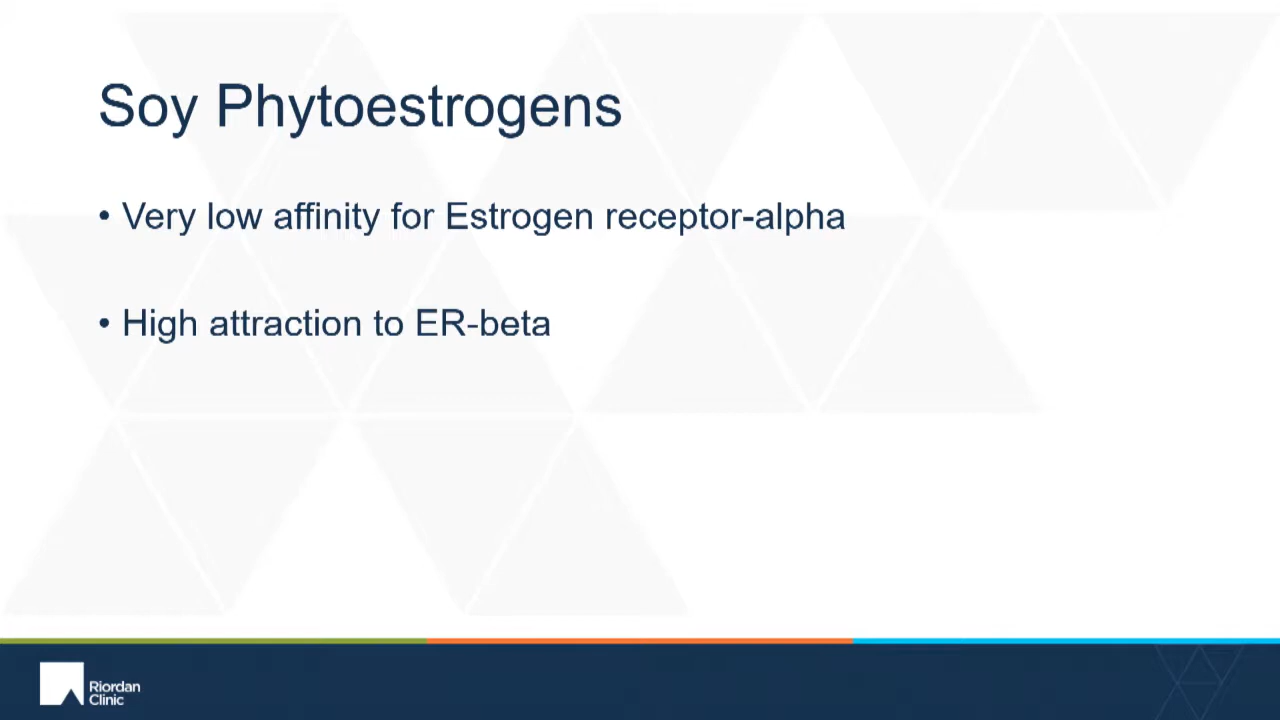 Soy Phytoestrogens
• Very low affinity for Estrogen receptor-alpha
• High attraction to ER-beta
Riordan
Clinic